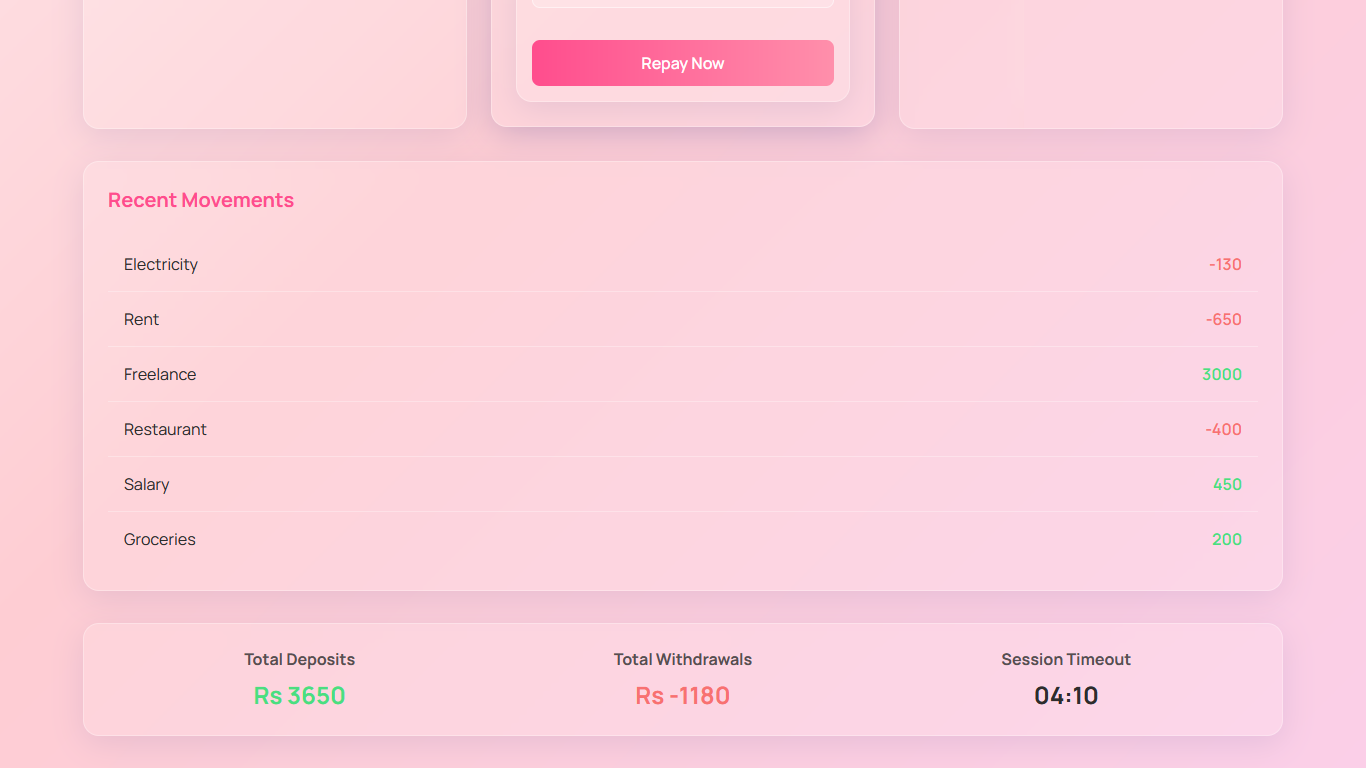 Repay Now
Recent Movements
Electricity -130
Rent -650
Freelance 3000
Restaurant -400
Salary 450
Groceries 200
Total Deposits Total Withdrawals Session Timeout
Rs 3650 Rs -1180 04:10